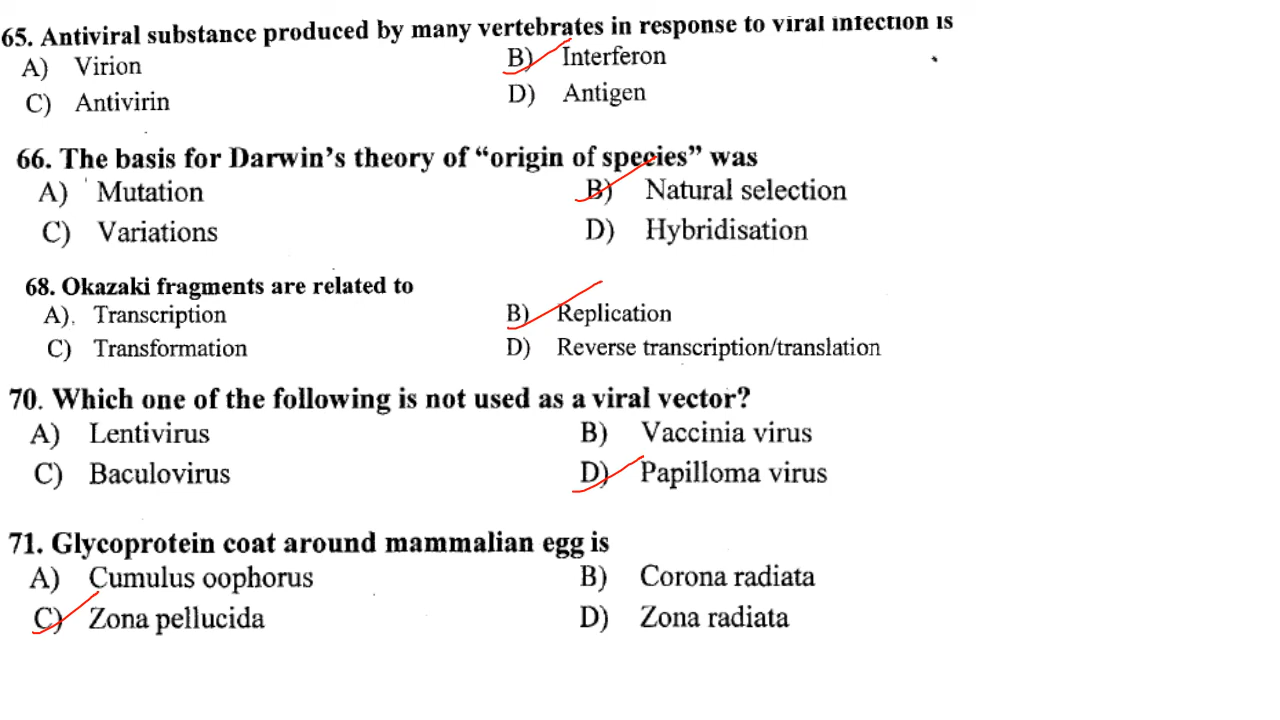 65. Antiviral substance produced by many vertebrates in response to viral infection is
A) Virion B) Interferon
C) Antivirin D) Antigen
66. The basis for Darwin's theory of “origin of species” was
A) Mutation B) Natural selection
C) Variations D) Hybridisation
68. Okazaki fragments are related to
A) Transcription B) Replication
C) Transformation D) Reverse transcription/translation
70. Which one of the following is not used as a viral vector?
A) Lentivirus B) Vaccinia virus
C) Baculovirus D) Papilloma virus
71. Glycoprotein coat around mammalian egg is
A) Cumulus oophorus B) Corona radiata
C) Zona pellucida D) Zona radiata